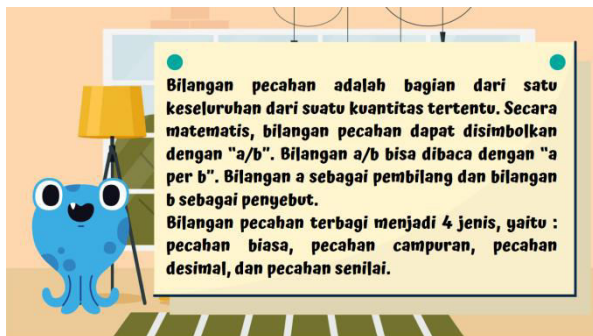 Bilangan pecahan adalah bagian dari satu
keseluruhan dari suatu kuantitas tertentu. Secara
matematis, bilangan pecahan dapat disimbolkan
dengan "a/b". Bilangan a/b bisa dibaca dengan "a
per b". Bilangan a sebagai pembilang dan bilangan
b sebagai penyebut.
Bilangan pecahan terbagi menjadi 4 jenis, yaitu :
pecahan biasa, pecahan campuran, pecahan
desimal, dan pecahan senilai.